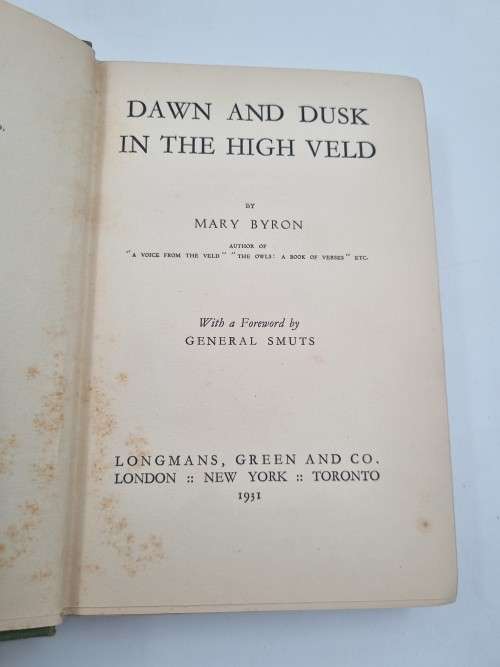 DAWN AND DUSK
IN THE HIGH VELD
BY
MARY BYRON
AUTHOR OF
"A VOICE FROM THE VELD" "THE OWLS: A BOOK OF VERSES" ETC.
With a Foreword by
GENERAL SMUTS
LONGMANS, GREEN AND CO.
LONDON :: NEW YORK :: TORONTO
1931